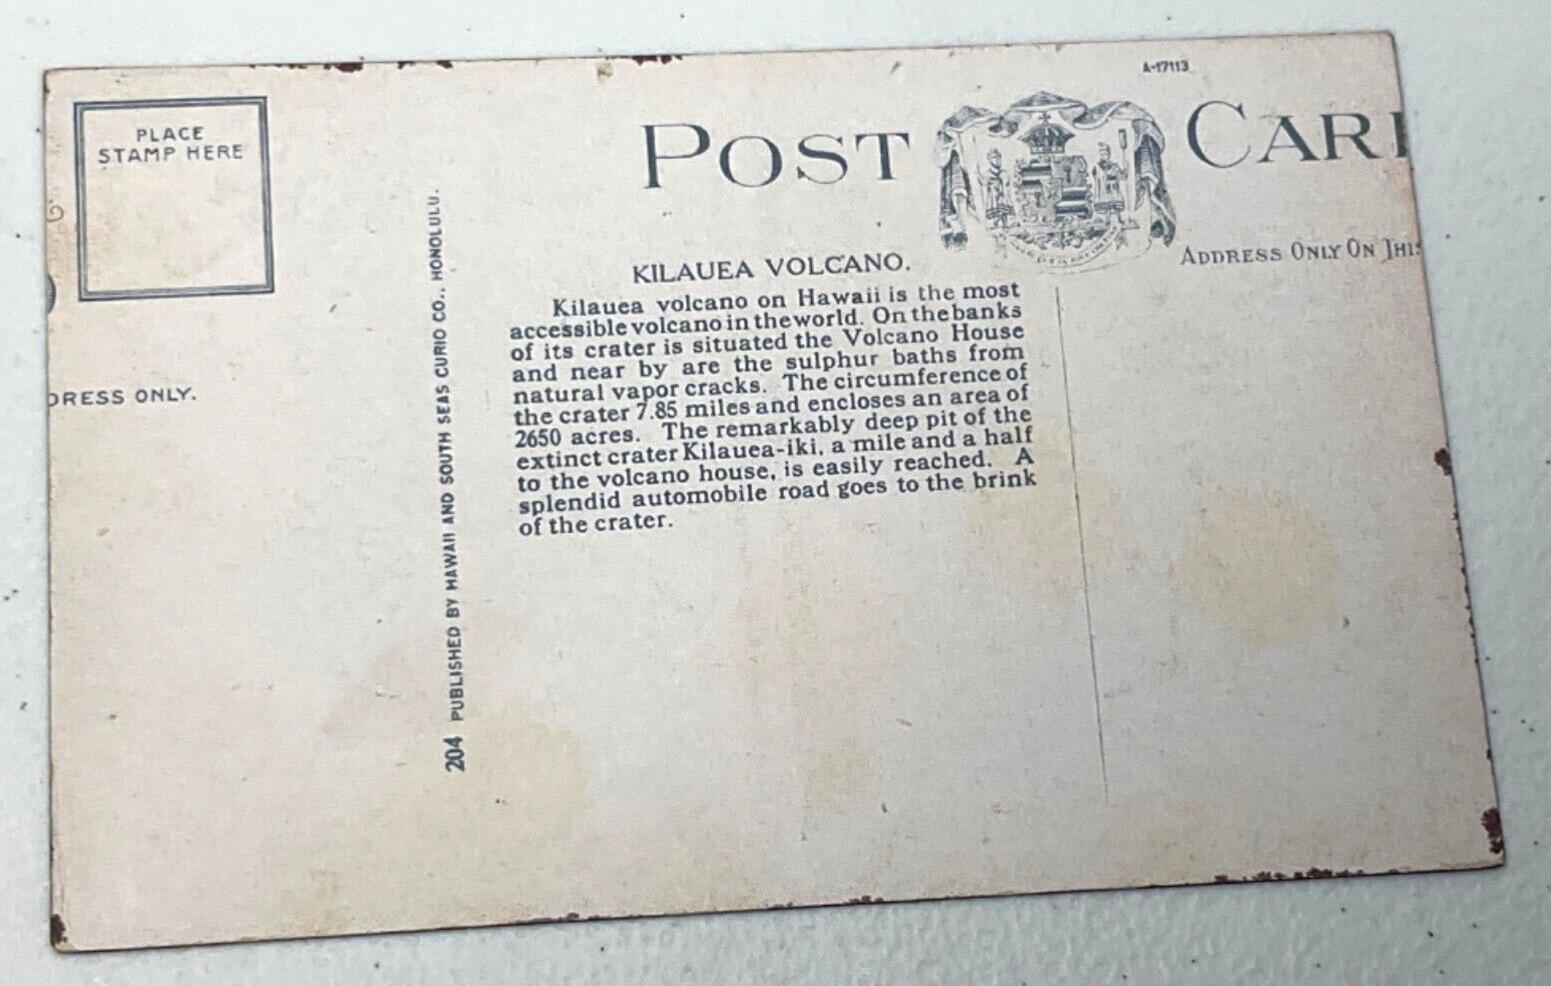 A-17113
PLACE
STAMP HERE
POST CAR
ADDRESS ONLY ON THIS
DRESS ONLY.
204 PUBLISHED BY HAWAII AND SOUTH SEAS CURIO CO., HONOLULU.
KILAUEA VOLCANO.
Kilauea volcano on Hawaii is the most
accessible volcano in the world. On the banks
of its crater is situated the Volcano House
and near by are the sulphur baths from
natural vapor cracks. The circumference of
the crater 7.85 miles and encloses an area of
2650 acres. The remarkably deep pit of the
extinct crater Kilauea-iki, a mile and a half
to the volcano house, is easily reached. A
splendid automobile road goes to the brink
of the crater.